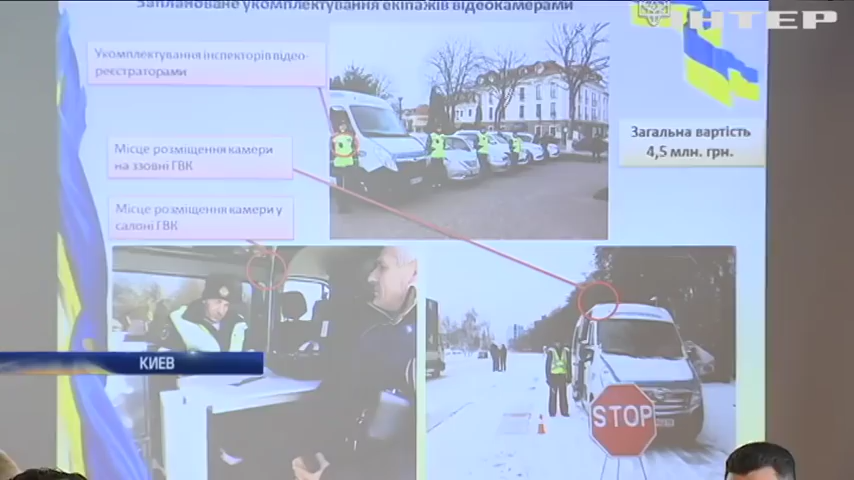 Заплановане укомплектування екіпажів відеокамерами
ІНТЕР
Укомплектування інспекторів відео-
реєстраторами
Місце розміщення камери
на ззовні ГВК
Місце розміщення камери у
салоні ГВК
Загальна вартість
4,5 млн. грн.
STOP
КИЕВ